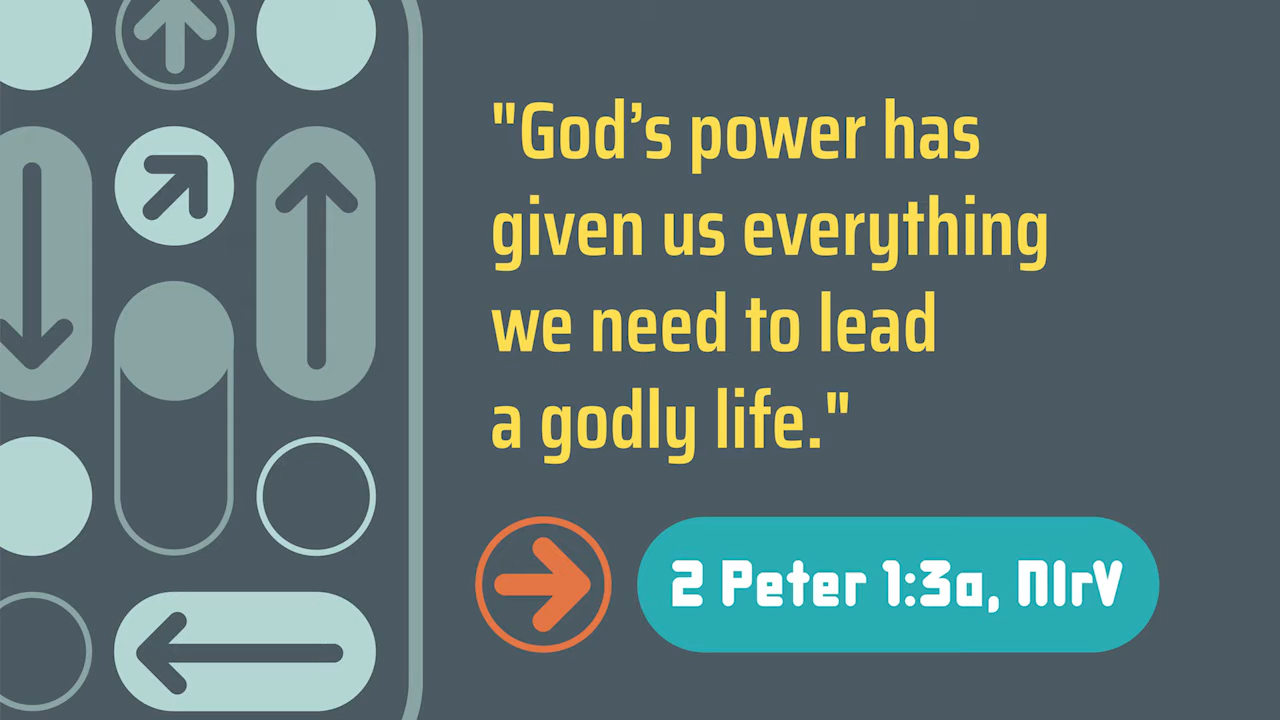 "God’s power has
given us everything
we need to lead
a godly life."
2 Peter 1:3a, NIrV